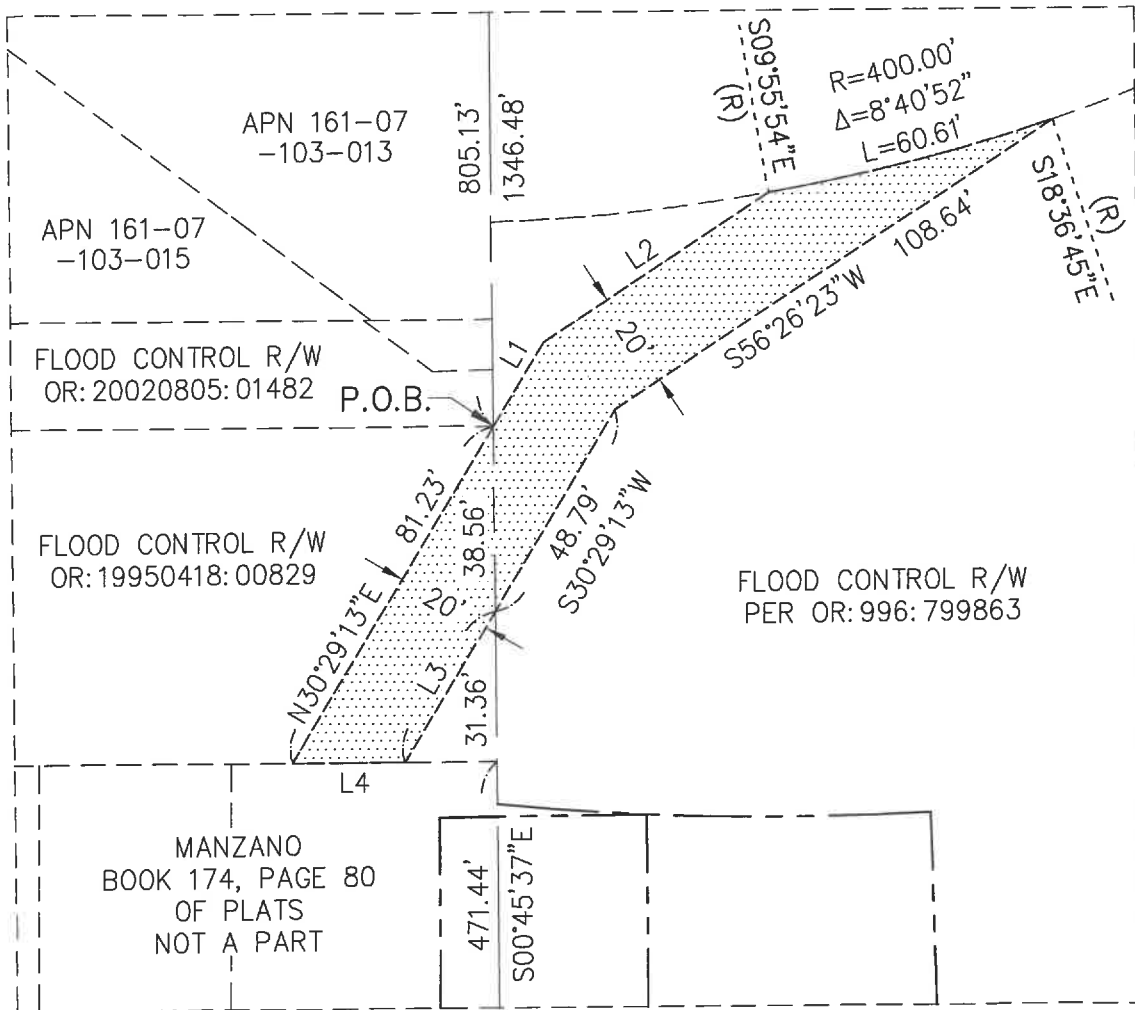 S09°55'54"E
(R)
R=400.00'
Δ=8°40'52"
L=60.61'
APN 161-07
-103-013
805.13'
1346.48'
S18°36'45"E
(R)
APN 161-07
-103-015
L2
108.64'
20'
S56°26'23"W
L1
FLOOD CONTROL R/W
OR: 20020805: 01482
P.O.B.
81.23'
38.56'
48.79'
S30°29'13"W
FLOOD CONTROL R/W
OR:19950418:00829
FLOOD CONTROL R/W
PER OR: 996: 799863
20'
N30°29'13"E
L3
31.36'
L4
MANZANO
BOOK 174, PAGE 80
OF PLATS
NOT A PART
471.44'
S00°45'37"E